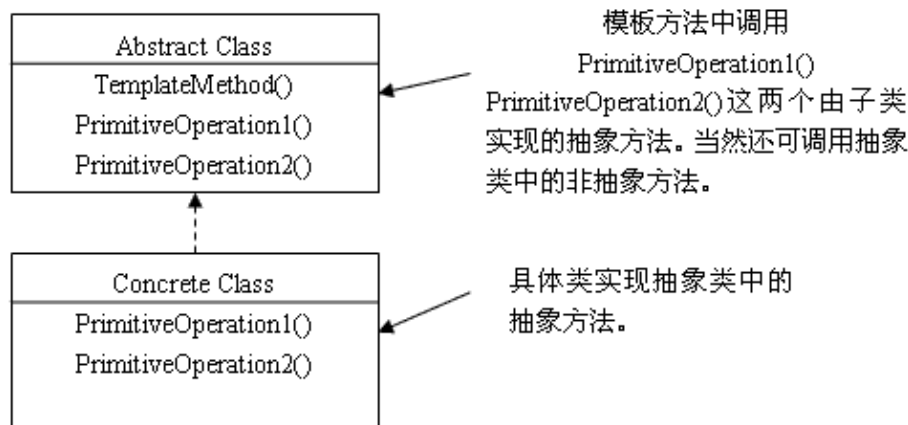 Abstract Class
TemplateMethod()
PrimitiveOperation1()
PrimitiveOperation2()
模板方法中调用
PrimitiveOperation1()
PrimitiveOperation2()这两个由子类
实现的抽象方法。当然还可调用抽象
类中的非抽象方法。
Concrete Class
PrimitiveOperation1()
PrimitiveOperation2()
具体类实现抽象类中的
抽象方法。